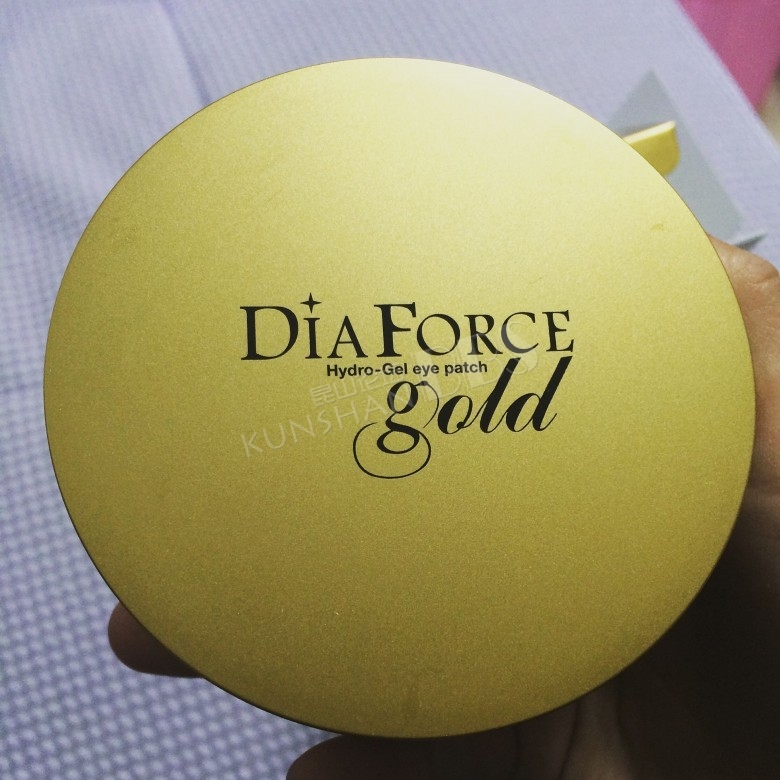 DiaForce
Hydro-Gel eye patch
gold
KUNSHAN